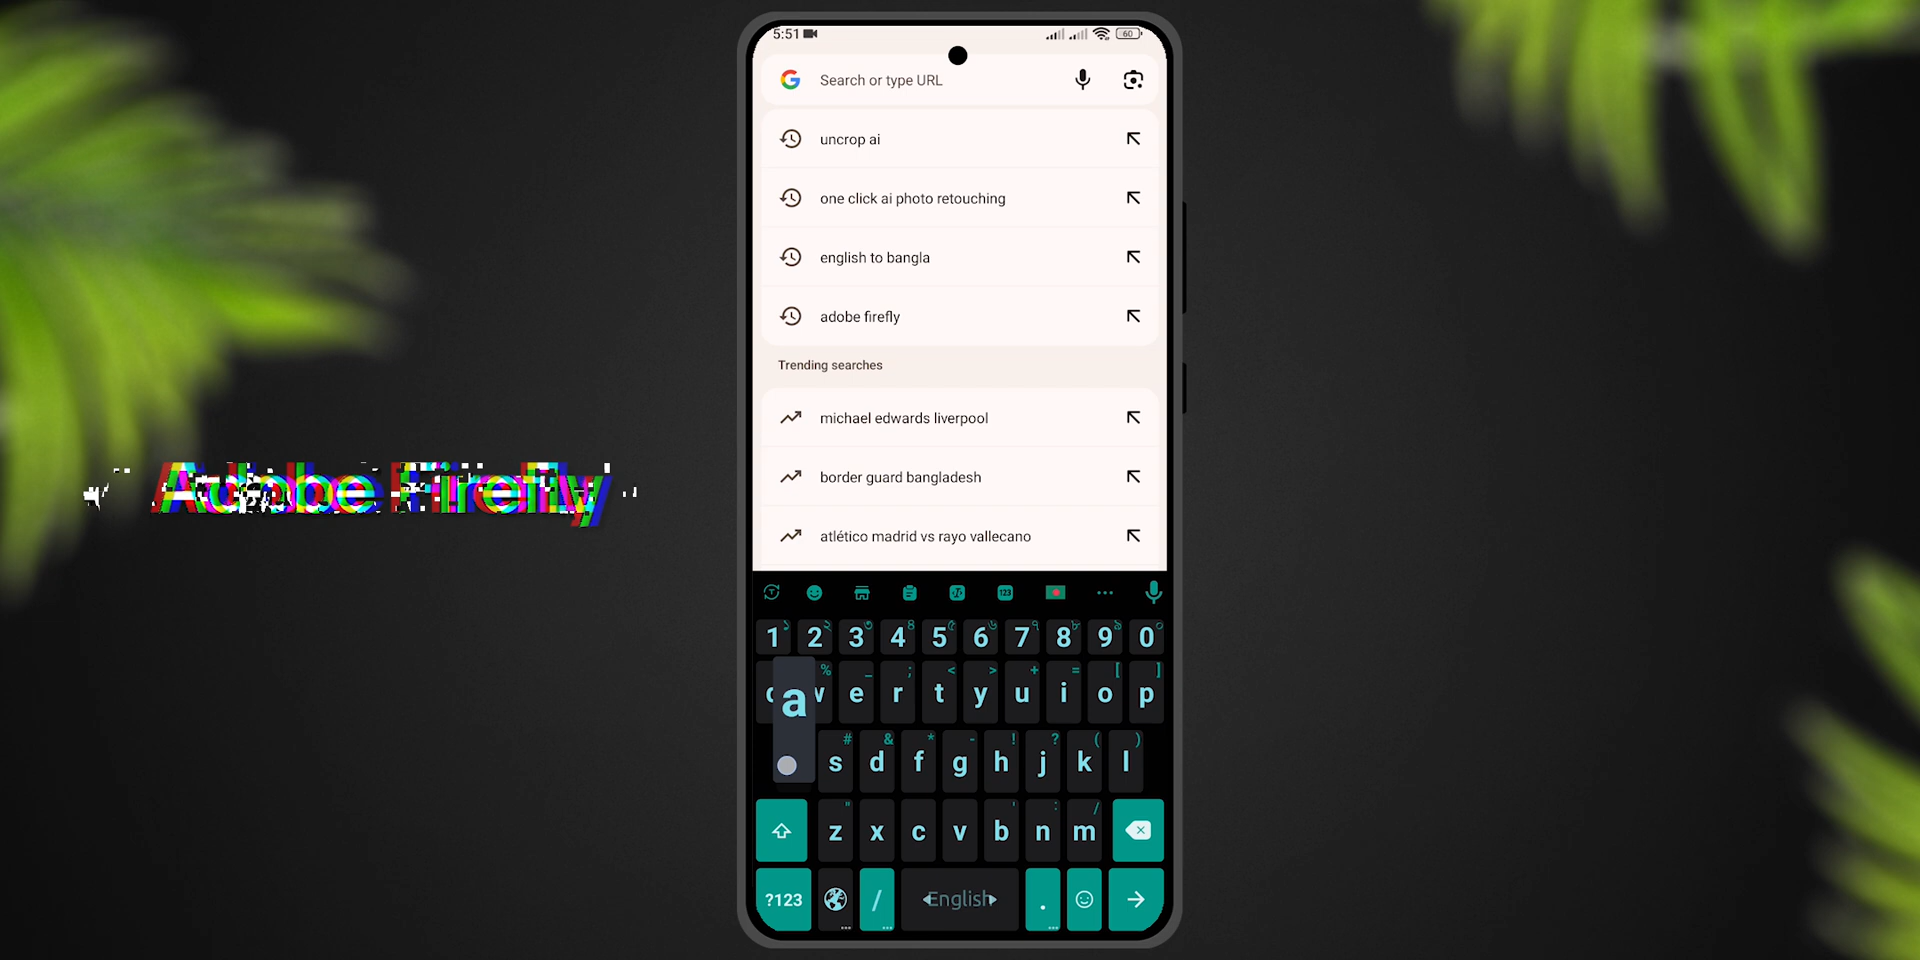 5:51
60
Search or type URL
uncrop ai
one click ai photo retouching
english to bangla
adobe firefly
Trending searches
michael edwards liverpool
border guard bangladesh
atlético madrid vs rayo vallecano
Adobe Firefly
123
1 2 3 4 5 6 7 8 9 0
% _ ; < > + = [ ]
a w e r t y u i o p
# & * - ! ? ( )
s d f g h j k l
" ' : /
z x c v b n m
?123 / English .